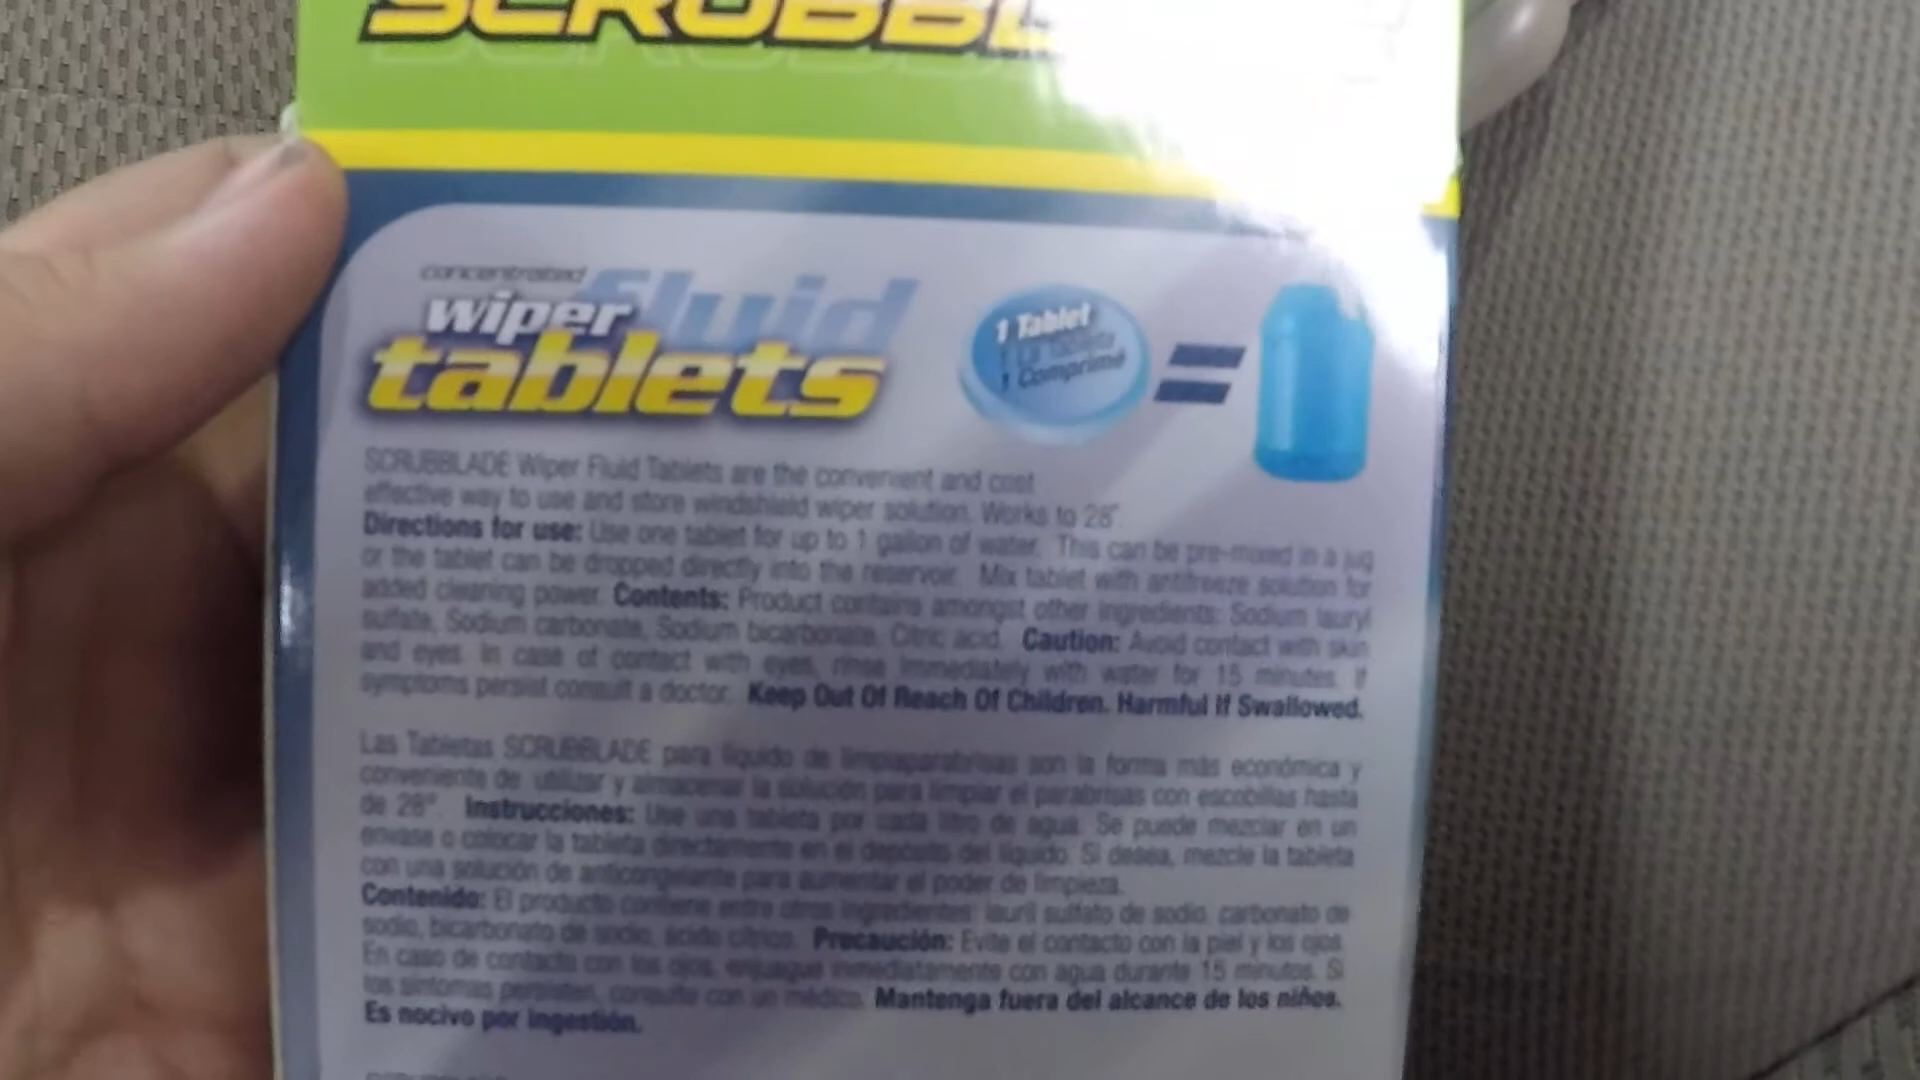 SCRUBBL
concentrated
wiper fluid
tablets
1 Tablet
1 La Tableta
1 Comprimé
SCRUBBLADE Wiper Fluid Tablets are the convenient and cost
effective way to use and store windshield wiper solution. Works to 28°.
Directions for use: Use one tablet for up to 1 gallon of water. This can be pre-mixed in a jug
or the tablet can be dropped directly into the reservoir. Mix tablet with antifreeze solution for
added cleaning power. Contents: Product contains amongst other ingredients: Sodium lauryl
sulfate, Sodium carbonate, Sodium bicarbonate, Citric acid. Caution: Avoid contact with skin
and eyes. In case of contact with eyes, rinse immediately with water for 15 minutes. If
symptoms persist consult a doctor. Keep Out Of Reach Of Children. Harmful If Swallowed.
Las Tabletas SCRUBBLADE para líquido de limpiaparabrisas son la forma más económica y
conveniente de utilizar y almacenar la solución para limpiar el parabrisas con escobillas hasta
de 28°. Instrucciones: Use una tableta por cada litro de agua. Se puede mezclar en un
envase o colocar la tableta directamente en el depósito del líquido. Si desea, mezcle la tableta
con una solución de anticongelante para aumentar el poder de limpieza.
Contenido: El producto contiene entre otros ingredientes: lauril sulfato de sodio, carbonato de
sodio, bicarbonato de sodio, ácido cítrico. Precaución: Evite el contacto con la piel y los ojos.
En caso de contacto con los ojos, enjuague inmediatamente con agua durante 15 minutos. Si
los síntomas persisten, consulte con un médico. Mantenga fuera del alcance de los niños.
Es nocivo por ingestión.